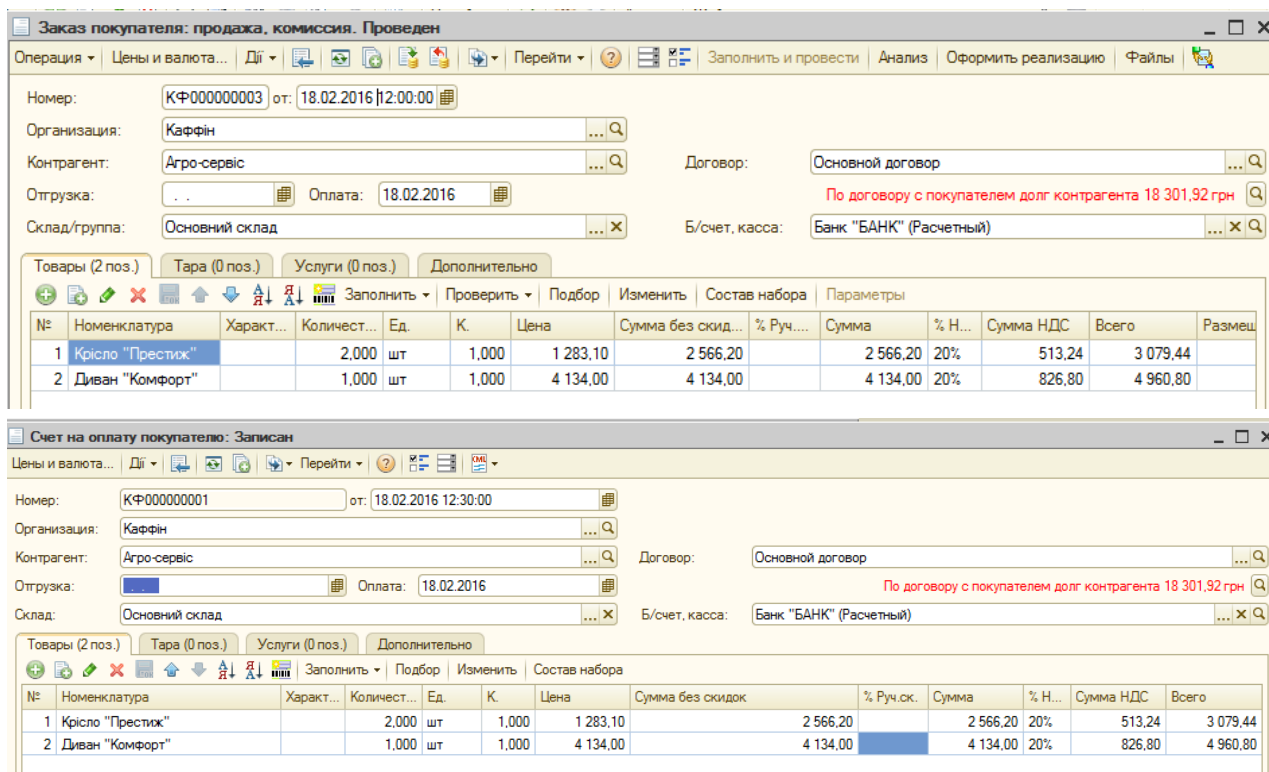 Заказ покупателя: продажа, комиссия. Проведен
Операция Цены и валюта... Дії Перейти Заполнить и провести Анализ Оформить реализацию Файлы
Номер: КФ000000003 от: 18.02.2016 12:00:00
Организация: Каффін
Контрагент: Агро-сервіс Договор: Основной договор
Отгрузка: . . Оплата: 18.02.2016 По договору с покупателем долг контрагента 18 301,92 грн
Склад/группа: Основний склад Б/счет, касса: Банк "БАНК" (Расчетный)
Товары (2 поз.) Тара (0 поз.) Услуги (0 поз.) Дополнительно
Заполнить Проверить Подбор Изменить Состав набора Параметры
№ Номенклатура Характ... Количест... Ед. К. Цена Сумма без скид... % Руч.... Сумма % Н... Сумма НДС Всего Размещ
1 Крісло "Престиж" 2,000 шт 1,000 1 283,10 2 566,20 2 566,20 20% 513,24 3 079,44
2 Диван "Комфорт" 1,000 шт 1,000 4 134,00 4 134,00 4 134,00 20% 826,80 4 960,80
Счет на оплату покупателю: Записан
Цены и валюта... Дії Перейти
Номер: КФ000000001 от: 18.02.2016 12:30:00
Организация: Каффін
Контрагент: Агро-сервіс Договор: Основной договор
Отгрузка: . . Оплата: 18.02.2016 По договору с покупателем долг контрагента 18 301,92 грн
Склад: Основний склад Б/счет, касса: Банк "БАНК" (Расчетный)
Товары (2 поз.) Тара (0 поз.) Услуги (0 поз.) Дополнительно
Заполнить Подбор Изменить Состав набора
№ Номенклатура Характ... Количест... Ед. К. Цена Сумма без скидок % Руч.ск. Сумма % Н... Сумма НДС Всего
1 Крісло "Престиж" 2,000 шт 1,000 1 283,10 2 566,20 2 566,20 20% 513,24 3 079,44
2 Диван "Комфорт" 1,000 шт 1,000 4 134,00 4 134,00 4 134,00 20% 826,80 4 960,80